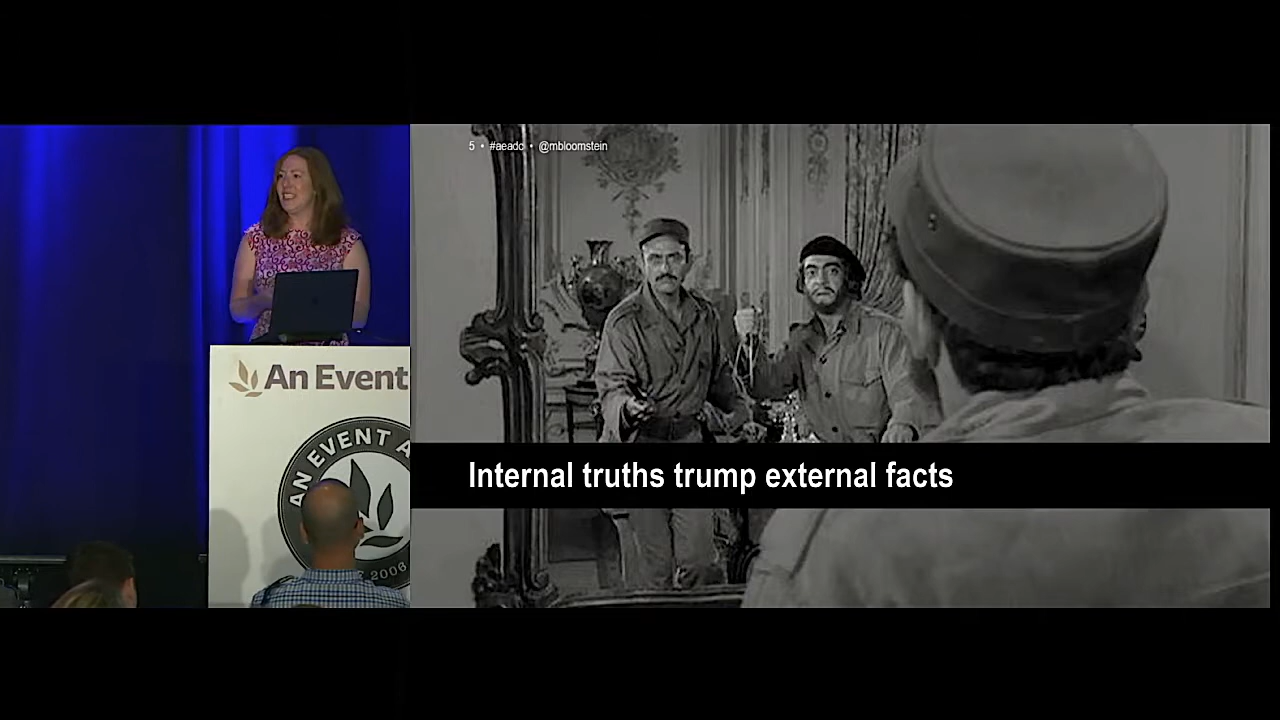 5 • #aeadc • @mbloomstein
An Event
AN EVENT A
2006
Internal truths trump external facts